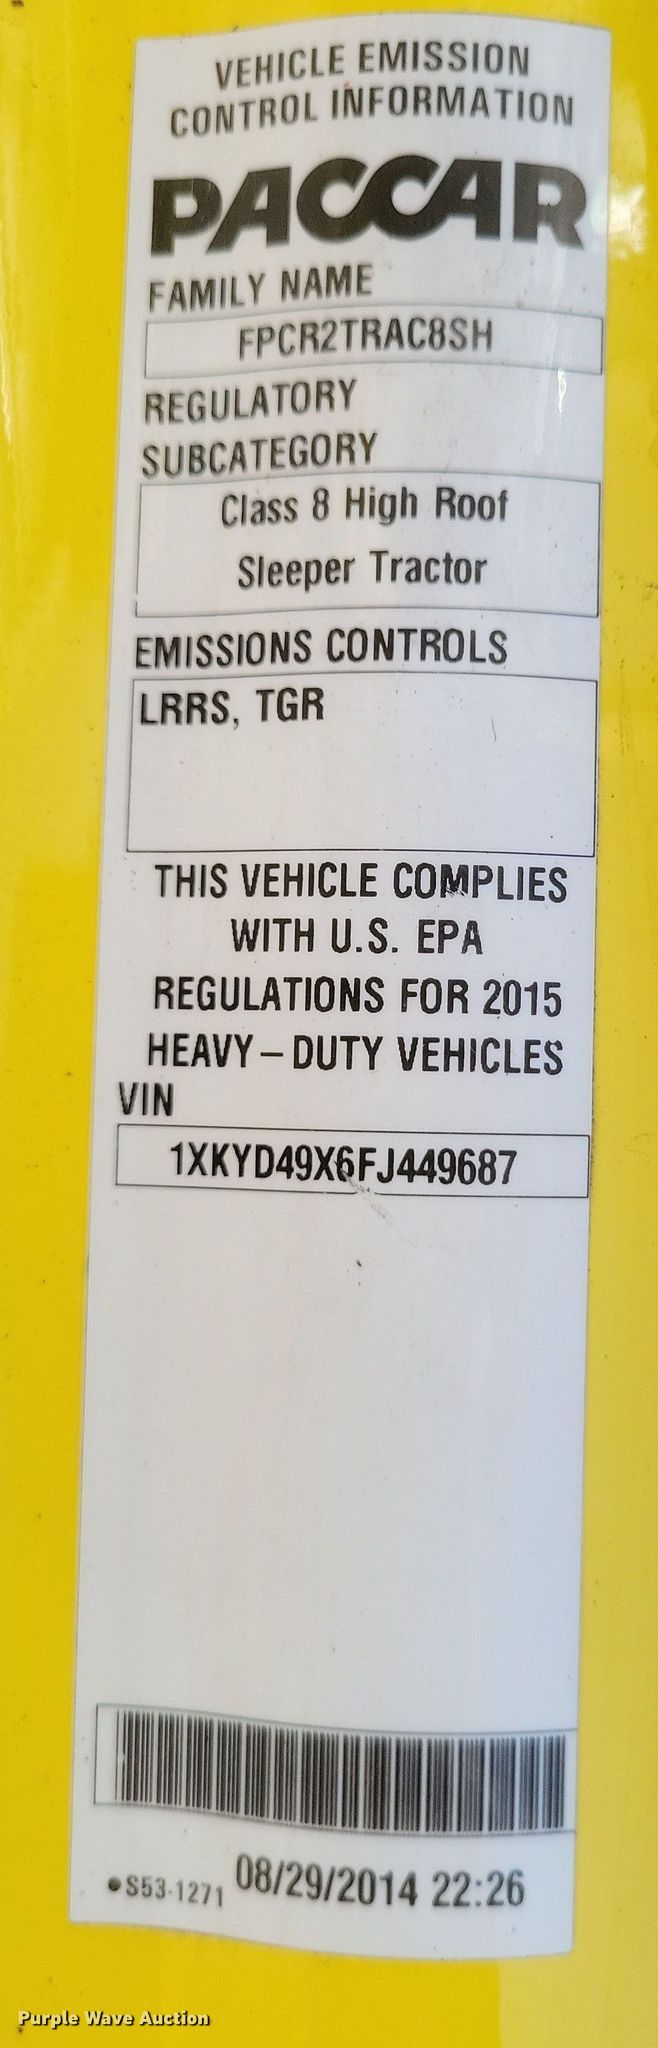 VEHICLE EMISSION
CONTROL INFORMATION
PACCAR
FAMILY NAME
FPCR2TRAC8SH
REGULATORY
SUBCATEGORY
Class 8 High Roof
Sleeper Tractor
EMISSIONS CONTROLS
LRRS, TGR
THIS VEHICLE COMPLIES
WITH U.S. EPA
REGULATIONS FOR 2015
HEAVY-DUTY VEHICLES
VIN
1XKYD49X6FJ449687
●S53-1271 08/29/2014 22:26
Purple Wave Auction